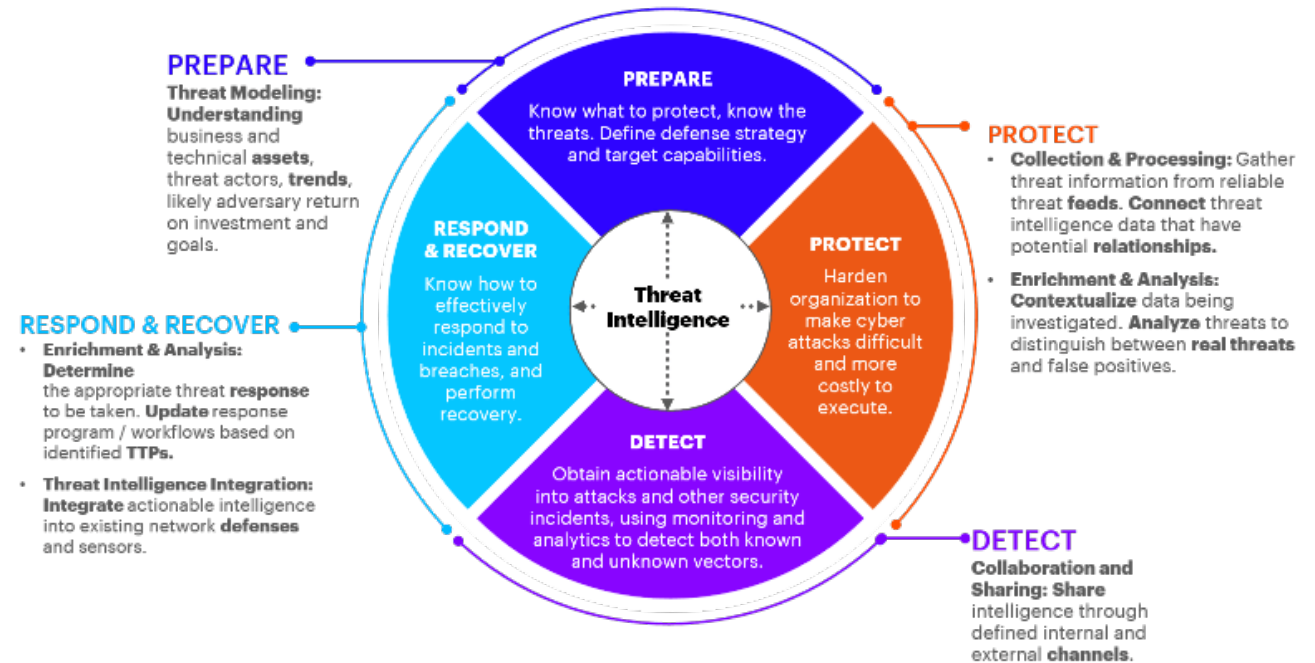 PREPARE
Threat Modeling:
Understanding
business and
technical assets,
threat actors, trends,
likely adversary return
on investment and
goals.
PREPARE
Know what to protect, know the
threats. Define defense strategy
and target capabilities.
PROTECT
• Collection & Processing: Gather
threat information from reliable
threat feeds. Connect threat
intelligence data that have
potential relationships.
• Enrichment & Analysis:
Contextualize data being
investigated. Analyze threats to
distinguish between real threats
and false positives.
RESPOND
& RECOVER
Know how to
effectively
respond to
incidents and
breaches, and
perform
recovery.
Threat
Intelligence
PROTECT
Harden
organization to
make cyber
attacks difficult
and more
costly to
execute.
RESPOND & RECOVER
• Enrichment & Analysis:
Determine
the appropriate threat response
to be taken. Update response
program / workflows based on
identified TTPs.
• Threat Intelligence Integration:
Integrate actionable intelligence
into existing network defenses
and sensors.
DETECT
Obtain actionable visibility
into attacks and other security
incidents, using monitoring and
analytics to detect both known
and unknown vectors.
DETECT
Collaboration and
Sharing: Share
intelligence through
defined internal and
external channels.